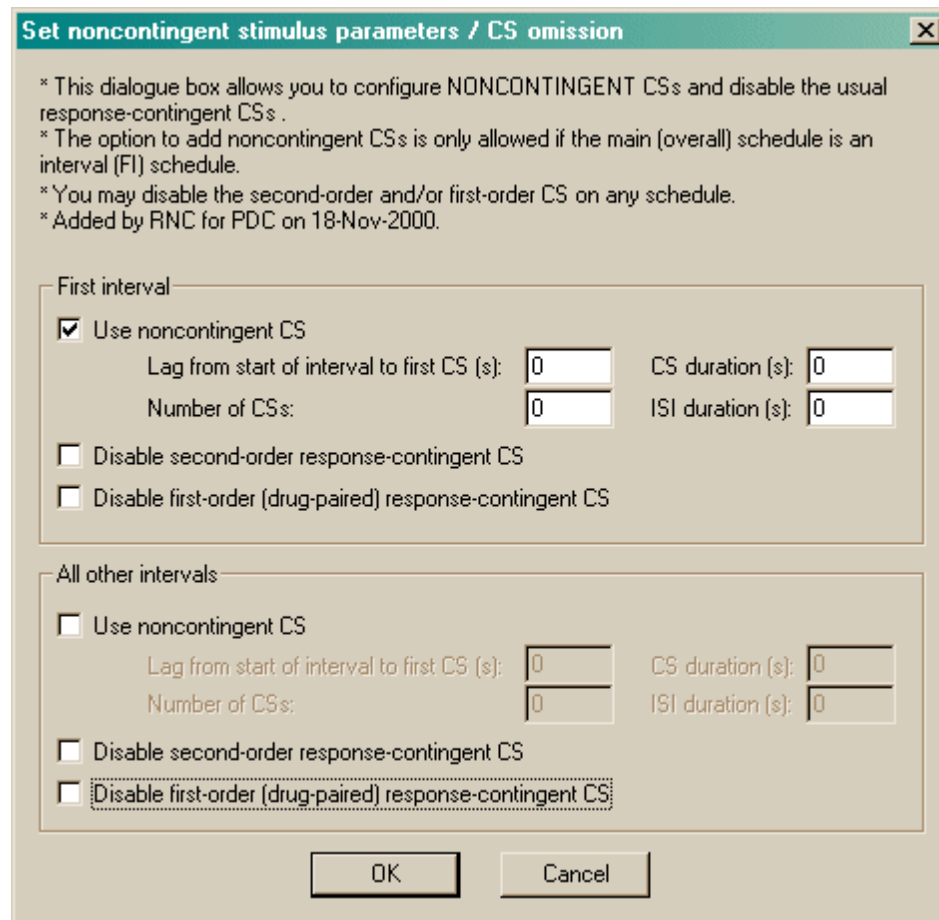 Set noncontingent stimulus parameters / CS omission
* This dialogue box allows you to configure NONCONTINGENT CSs and disable the usual
response-contingent CSs .
* The option to add noncontingent CSs is only allowed if the main (overall) schedule is an
interval (FI) schedule.
* You may disable the second-order and/or first-order CS on any schedule.
* Added by RNC for PDC on 18-Nov-2000.
First interval
Use noncontingent CS
Lag from start of interval to first CS (s): 0 CS duration (s): 0
Number of CSs: 0 ISI duration (s): 0
Disable second-order response-contingent CS
Disable first-order (drug-paired) response-contingent CS
All other intervals
Use noncontingent CS
Lag from start of interval to first CS (s): 0 CS duration (s): 0
Number of CSs: 0 ISI duration (s): 0
Disable second-order response-contingent CS
Disable first-order (drug-paired) response-contingent CS
OK Cancel